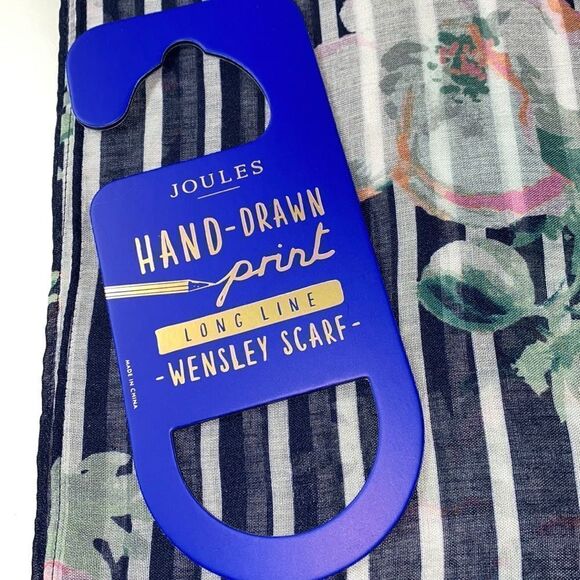 JOULES
HAND-DRAWN
print
LONG LINE
-WENSLEY SCARF-
MADE IN CHINA